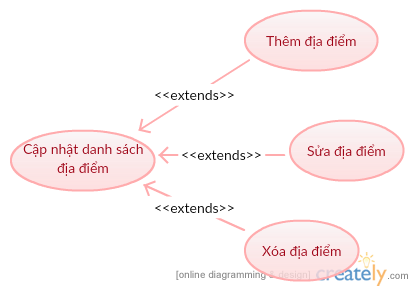 Thêm địa điểm
<<extends>>
Cập nhật danh sách
địa điểm
<<extends>>
Sửa địa điểm
<<extends>>
Xóa địa điểm
[online diagramming & design] creately.com